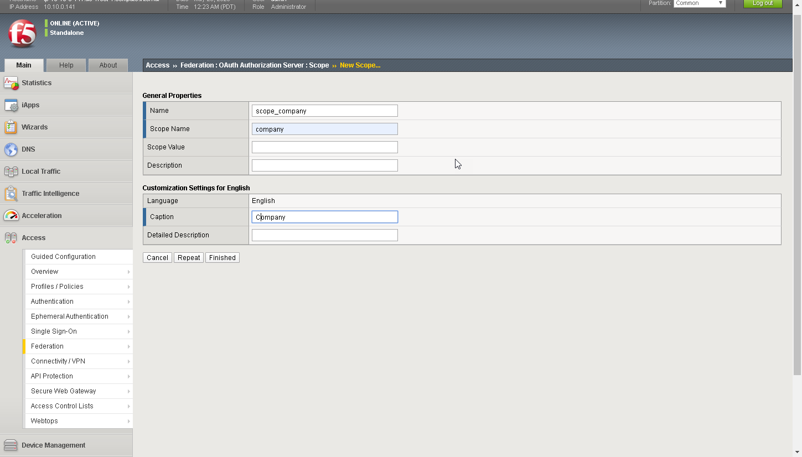 IP Address 10.10.0.141 Time 12:23 AM (PDT) Role Administrator
Partition: Common Log out
f5
ONLINE (ACTIVE)
Standalone
Main Help About
Access ›› Federation : OAuth Authorization Server : Scope ›› New Scope...
Statistics
iApps
Wizards
DNS
Local Traffic
Traffic Intelligence
Acceleration
Access
Guided Configuration
Overview
Profiles / Policies
Authentication
Ephemeral Authentication
Single Sign-On
Federation
Connectivity / VPN
API Protection
Secure Web Gateway
Access Control Lists
Webtops
Device Management
General Properties
Name scope_company
Scope Name company
Scope Value
Description
Customization Settings for English
Language English
Caption Company
Detailed Description
Cancel Repeat Finished